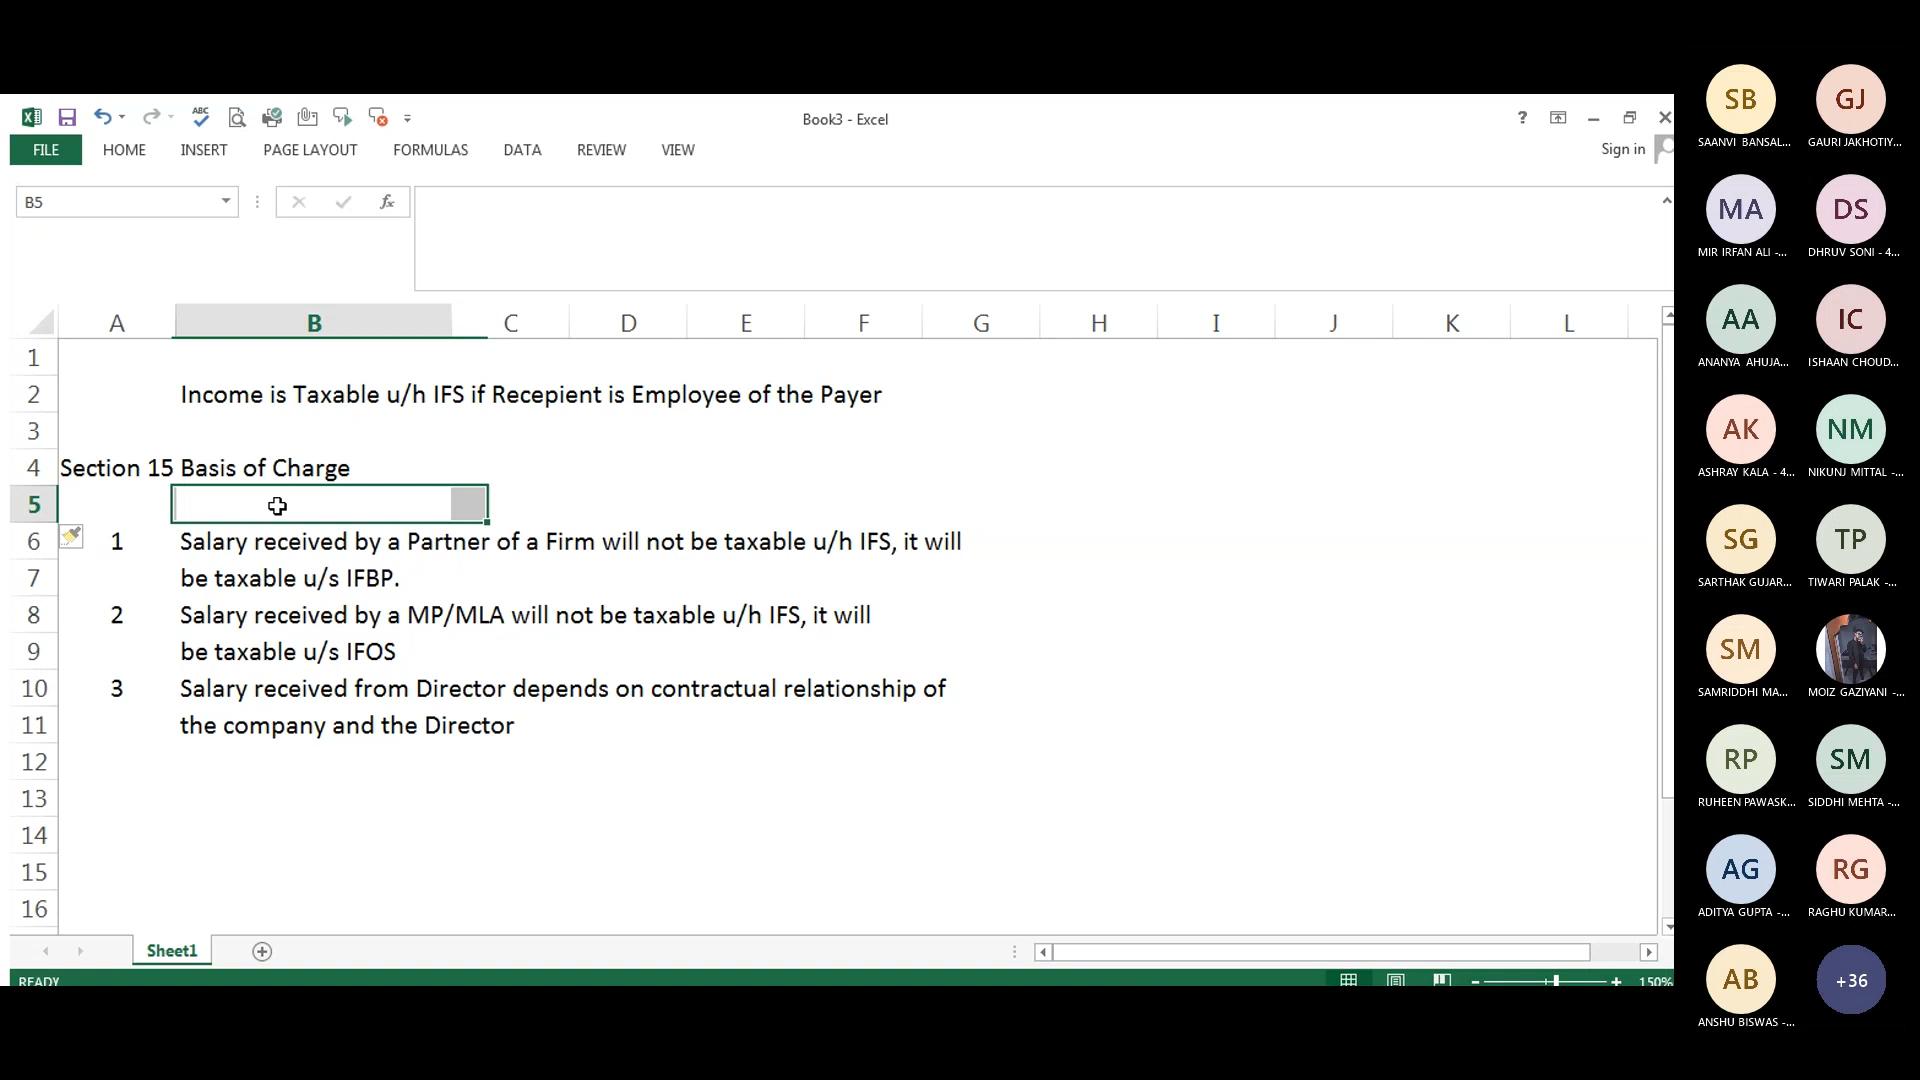 SB
GJ
SAANVI BANSAL...
GAURI JAKHOTIY...
Book3 - Excel
?
FILE
HOME
INSERT
PAGE LAYOUT
FORMULAS
DATA
REVIEW
VIEW
Sign in
MA
DS
MIR IRFAN ALI -...
DHRUV SONI - 4...
B5
fx
A
B
C
D
E
F
G
H
I
J
K
L
1
2
Income is Taxable u/h IFS if Recepient is Employee of the Payer
3
4
Section 15 Basis of Charge
5
6
1
Salary received by a Partner of a Firm will not be taxable u/h IFS, it will
7
be taxable u/s IFBP.
8
2
Salary received by a MP/MLA will not be taxable u/h IFS, it will
9
be taxable u/s IFOS
10
3
Salary received from Director depends on contractual relationship of
11
the company and the Director
12
13
14
15
16
Sheet1
READY
150%
AA
IC
ANANYA AHUJA...
ISHAAN CHOUD...
AK
NM
ASHRAY KALA - 4...
NIKUNJ MITTAL -...
SG
TP
SARTHAK GUJAR...
TIWARI PALAK -...
SM
SAMRIDDHI MA...
MOIZ GAZIYANI -...
RP
SM
RUHEEN PAWASK...
SIDDHI MEHTA -...
AG
RG
ADITYA GUPTA -...
RAGHU KUMAR...
AB
+36
ANSHU BISWAS -...